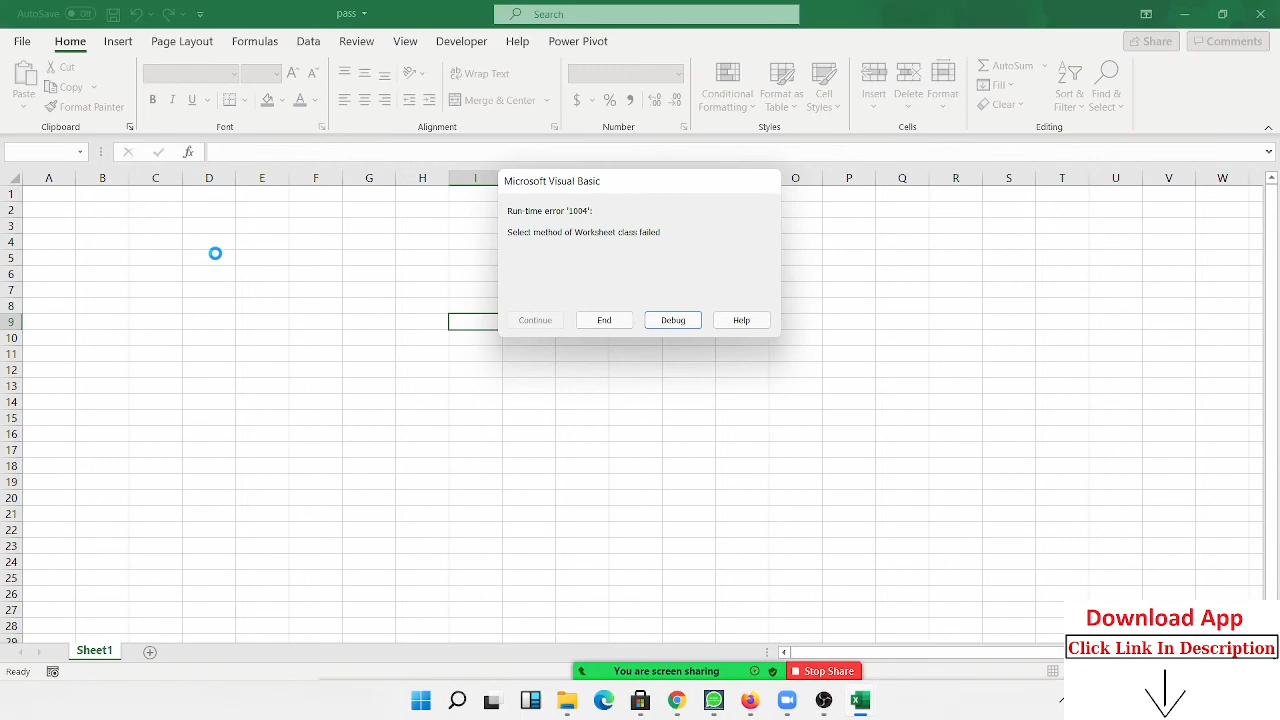 AutoSave Off pass Search
File Home Insert Page Layout Formulas Data Review View Developer Help Power Pivot Share Comments
Paste Cut Copy Format Painter
B I U A A A
Wrap Text
Merge & Center
$ %
Conditional Formatting
Format as Table
Cell Styles
Insert Delete Format
AutoSum
Fill
Clear
Sort & Filter
Find & Select
Clipboard Font Alignment Number Styles Cells Editing
fx
A B C D E F G H I O P Q R S T U V W
1
2
3
4
5
6
7
8
9
10
11
12
13
14
15
16
17
18
19
20
21
22
23
24
25
26
27
28
29
Microsoft Visual Basic
Run-time error '1004':
Select method of Worksheet class failed
Continue End Debug Help
Sheet1
Ready
You are screen sharing Stop Share
Download App
Click Link In Description